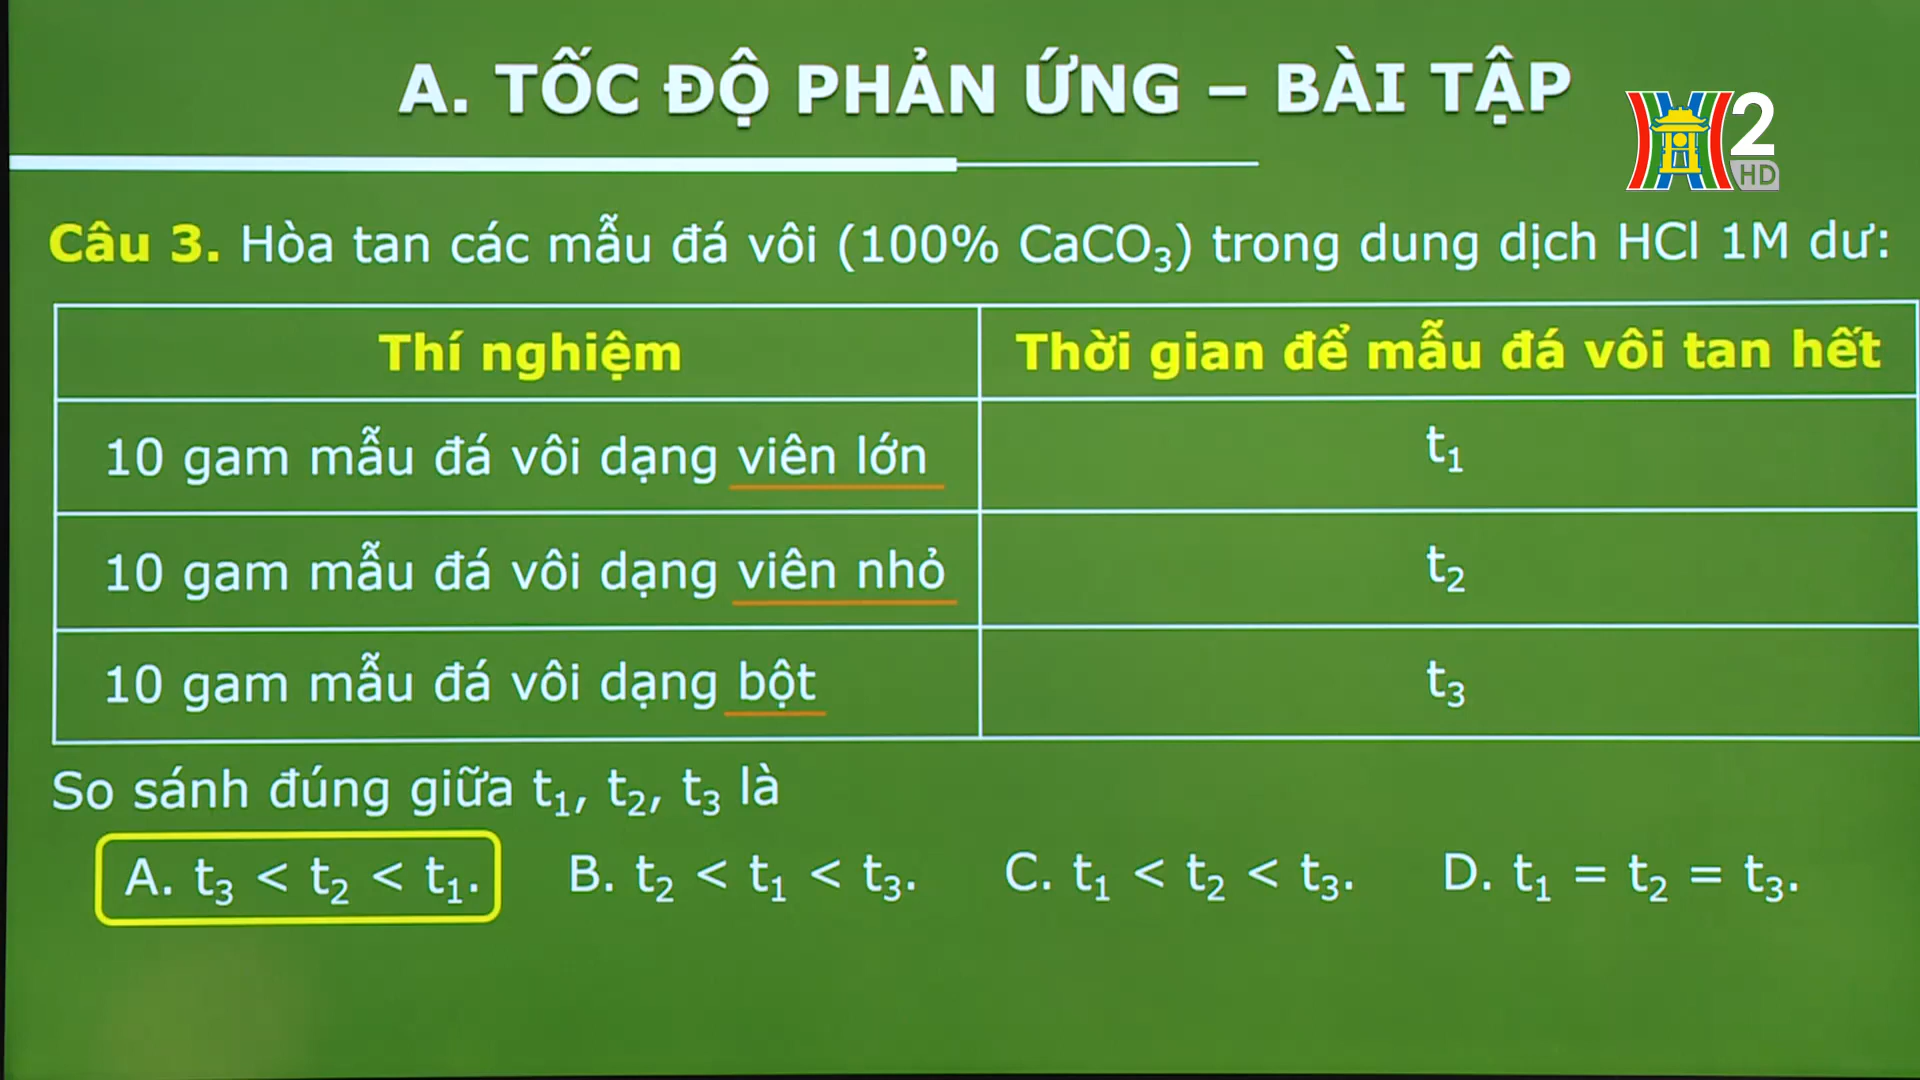 A. TỐC ĐỘ PHẢN ỨNG – BÀI TẬP
2
HD
Câu 3. Hòa tan các mẫu đá vôi (100% CaCO₃) trong dung dịch HCl 1M dư:
Thí nghiệm
Thời gian để mẫu đá vôi tan hết
10 gam mẫu đá vôi dạng viên lớn
t₁
10 gam mẫu đá vôi dạng viên nhỏ
t₂
10 gam mẫu đá vôi dạng bột
t₃
So sánh đúng giữa t₁, t₂, t₃ là
A. t₃ < t₂ < t₁. B. t₂ < t₁ < t₃. C. t₁ < t₂ < t₃. D. t₁ = t₂ = t₃.